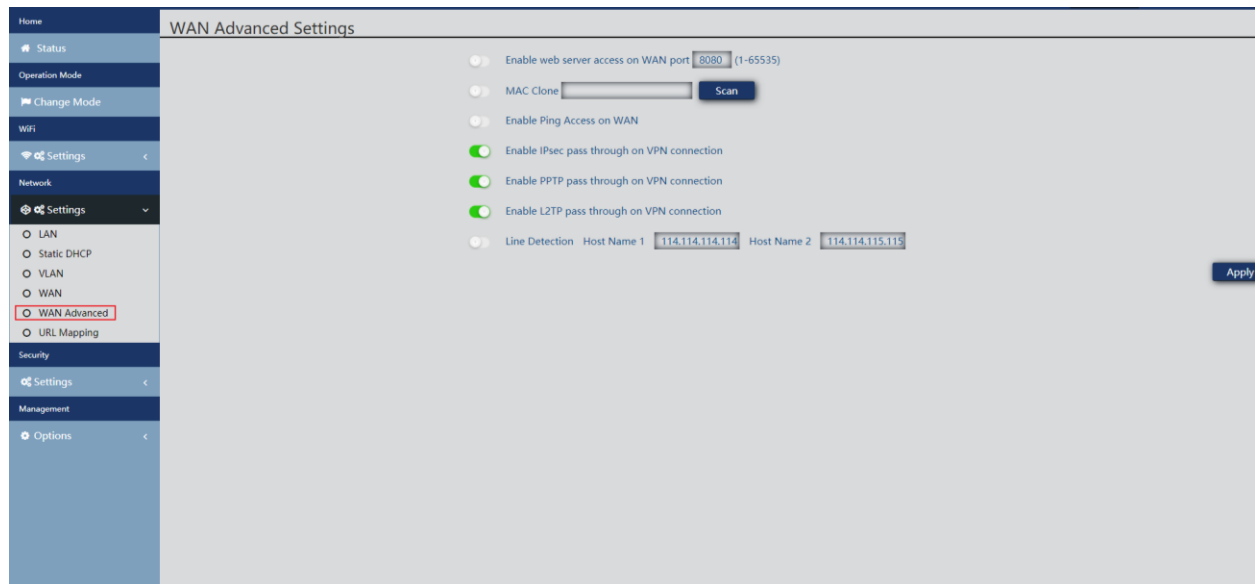 Home
Status
Operation Mode
Change Mode
WiFi
Settings
Network
Settings
LAN
Static DHCP
VLAN
WAN
WAN Advanced
URL Mapping
Security
Settings
Management
Options
WAN Advanced Settings
Enable web server access on WAN port 8080 (1-65535)
MAC Clone Scan
Enable Ping Access on WAN
Enable IPsec pass through on VPN connection
Enable PPTP pass through on VPN connection
Enable L2TP pass through on VPN connection
Line Detection Host Name 1 114.114.114.114 Host Name 2 114.114.115.115
Apply